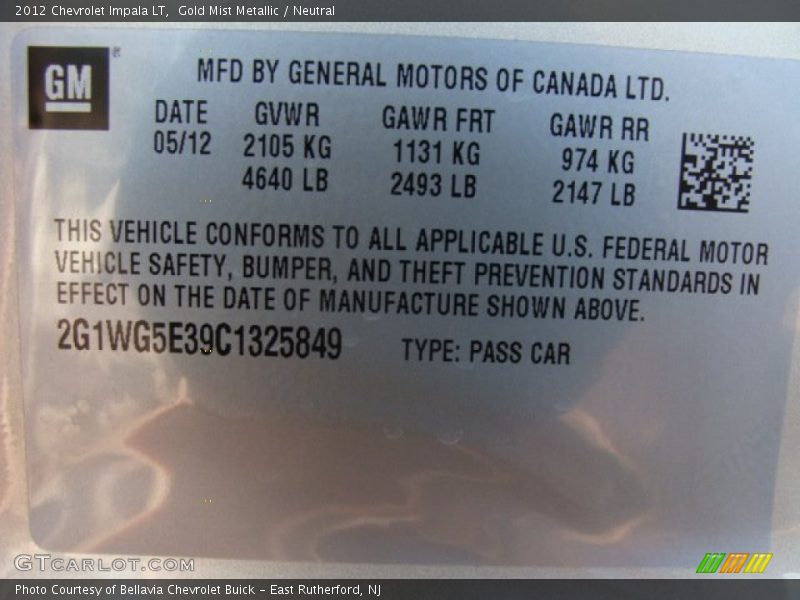 2012 Chevrolet Impala LT,  Gold Mist Metallic / Neutral
GM ®
MFD BY GENERAL MOTORS OF CANADA LTD.
DATE GVWR GAWR FRT GAWR RR
05/12 2105 KG 1131 KG 974 KG
4640 LB 2493 LB 2147 LB
THIS VEHICLE CONFORMS TO ALL APPLICABLE U.S. FEDERAL MOTOR
VEHICLE SAFETY, BUMPER, AND THEFT PREVENTION STANDARDS IN
EFFECT ON THE DATE OF MANUFACTURE SHOWN ABOVE.
2G1WG5E39C1325849 TYPE: PASS CAR
GTCARLOT.COM
Photo Courtesy of Bellavia Chevrolet Buick – East Rutherford, NJ